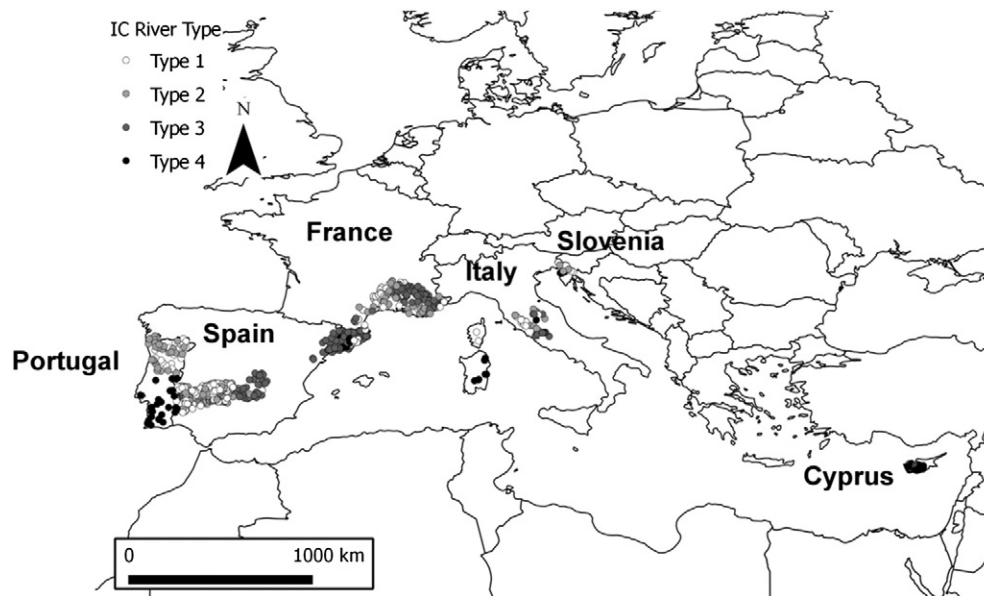 IC River Type
Type 1
Type 2
Type 3
Type 4
N
France
Slovenia
Italy
Spain
Portugal
Cyprus
0 1000 km